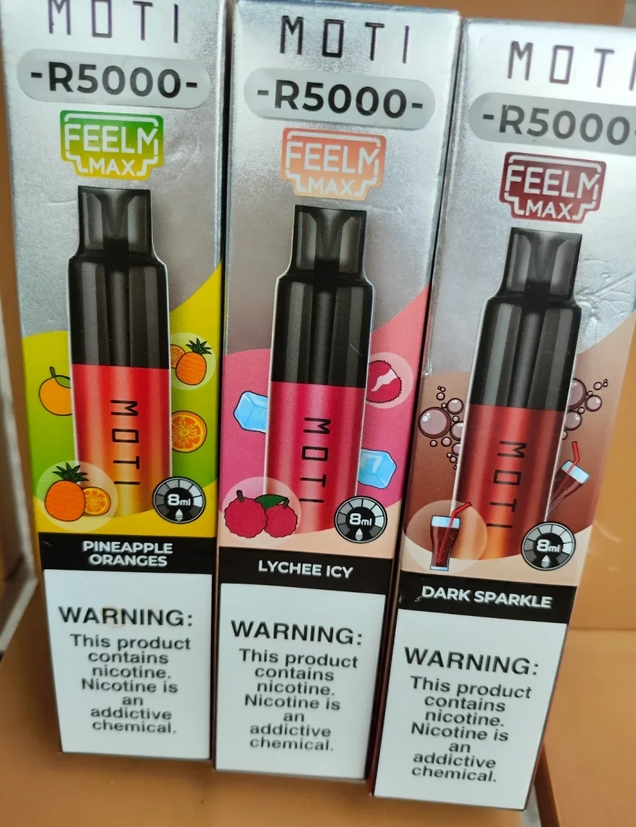 MOTI
-R5000-
FEELM
MAX
MOTI
8ml
PINEAPPLE
ORANGES
WARNING:
This product
contains
nicotine.
Nicotine is
an
addictive
chemical.
MOTI
-R5000-
FEELM
MAX
MOTI
8ml
LYCHEE ICY
WARNING:
This product
contains
nicotine.
Nicotine is
an
addictive
chemical.
MOTI
-R5000
FEELM
MAX
MOTI
8ml
DARK SPARKLE
WARNING:
This product
contains
nicotine.
Nicotine is
an
addictive
chemical.